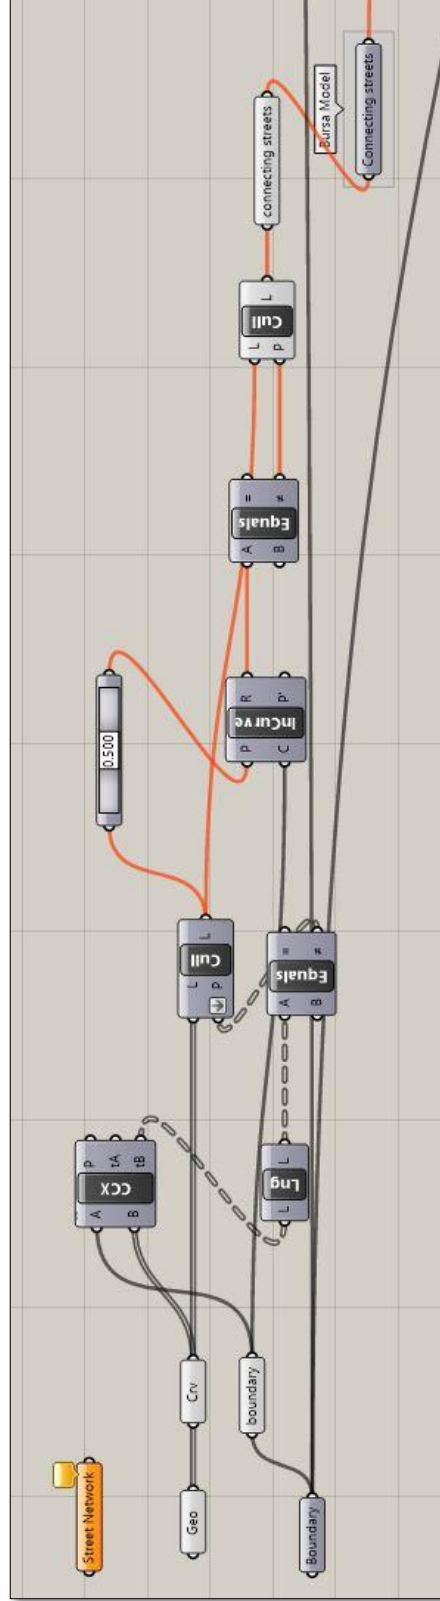 Street Network
Geo
Crv
Boundary
boundary
A
B
CCX
P
tA
tB
L
Lng
L
L
P
Cull
L
A
B
Equals
=
≠
0.500
P
C
InCurve
R
P'
A
B
Equals
=
≠
L
P
Cull
L
connecting streets
Bursa Model
Connecting streets